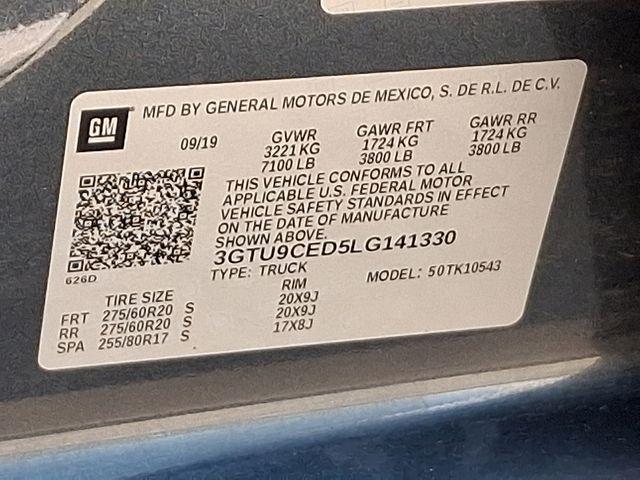 GM
MFD BY GENERAL MOTORS DE MEXICO, S. DE R.L. DE C.V.
09/19
GVWR
3221 KG
7100 LB
GAWR FRT
1724 KG
3800 LB
GAWR RR
1724 KG
3800 LB
THIS VEHICLE CONFORMS TO ALL
APPLICABLE U.S. FEDERAL MOTOR
VEHICLE SAFETY STANDARDS IN EFFECT
ON THE DATE OF MANUFACTURE
SHOWN ABOVE.
3GTU9CED5LG141330
TYPE: TRUCK
MODEL: 50TK10543
626D
TIRE SIZE RIM
FRT 275/60R20 S 20X9J
RR 275/60R20 S 20X9J
SPA 255/80R17 S 17X8J